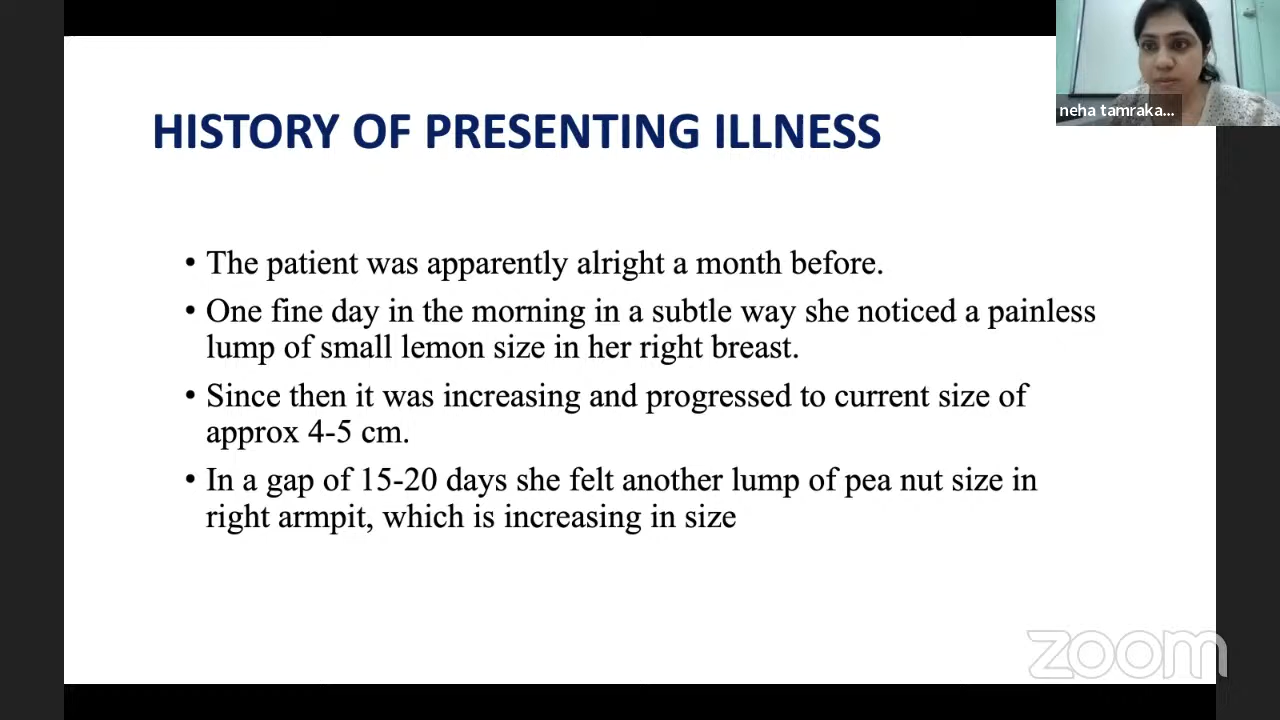 neha tamraka...
HISTORY OF PRESENTING ILLNESS
• The patient was apparently alright a month before.
• One fine day in the morning in a subtle way she noticed a painless
lump of small lemon size in her right breast.
• Since then it was increasing and progressed to current size of
approx 4-5 cm.
• In a gap of 15-20 days she felt another lump of pea nut size in
right armpit, which is increasing in size
zoom